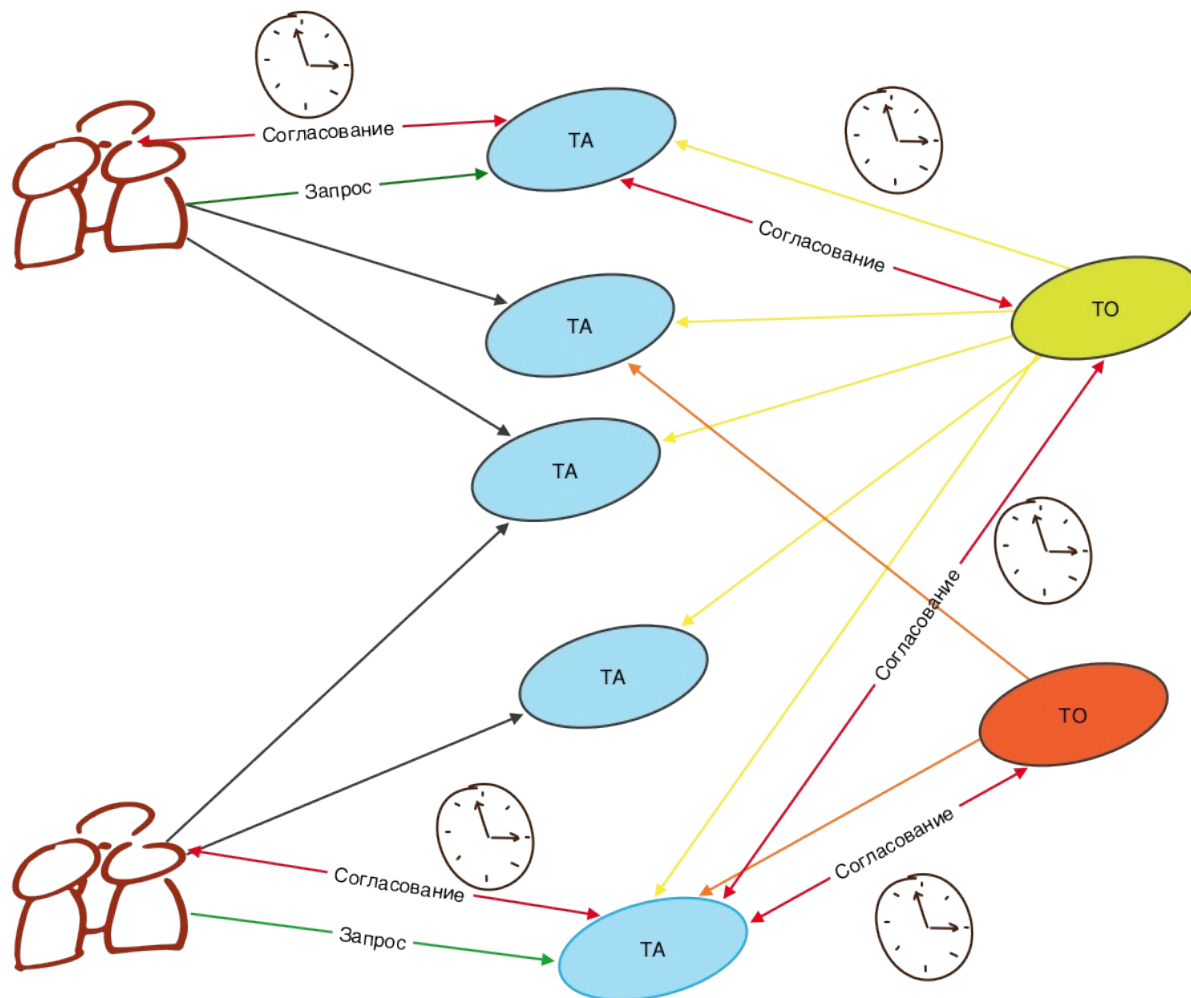 Согласование
ТА
Запрос
Согласование
ТА
ТО
ТА
Согласование
ТА
ТО
Согласование
Согласование
Запрос
ТА